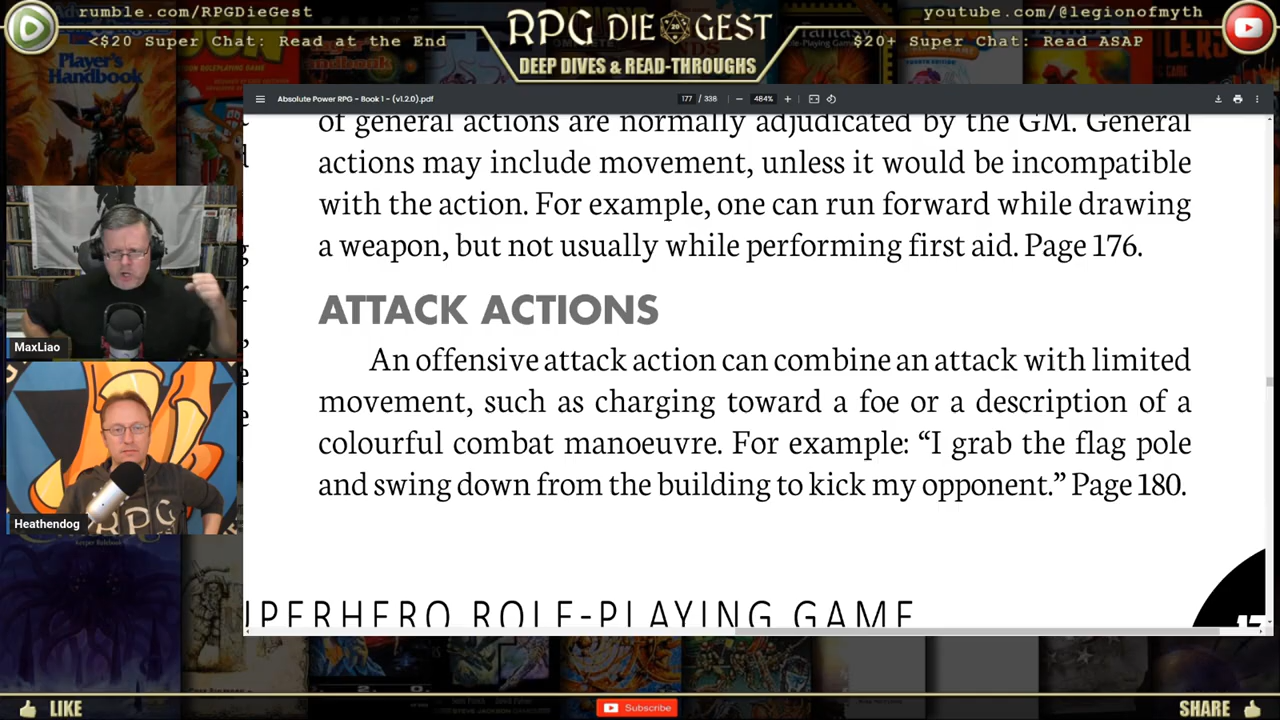 rumble.com/RPGDieGest
<$20 Super Chat: Read at the End
RPG DIE GEST
DEEP DIVES & READ-THROUGHS
youtube.com/@legionofmyth
$20+ Super Chat: Read ASAP
Player's
Handbook
Absolute Power RPG - Book 1 - (v1.2.0).pdf
177 / 338
484%
of general actions are normally adjudicated by the GM. General
actions may include movement, unless it would be incompatible
with the action. For example, one can run forward while drawing
a weapon, but not usually while performing first aid. Page 176.
ATTACK ACTIONS
An offensive attack action can combine an attack with limited
movement, such as charging toward a foe or a description of a
colourful combat manoeuvre. For example: “I grab the flag pole
and swing down from the building to kick my opponent.” Page 180.
UPERHERO ROLE-PLAYING GAME
MaxLiao
RPG
Heathendog
LIKE
Subscribe
SHARE